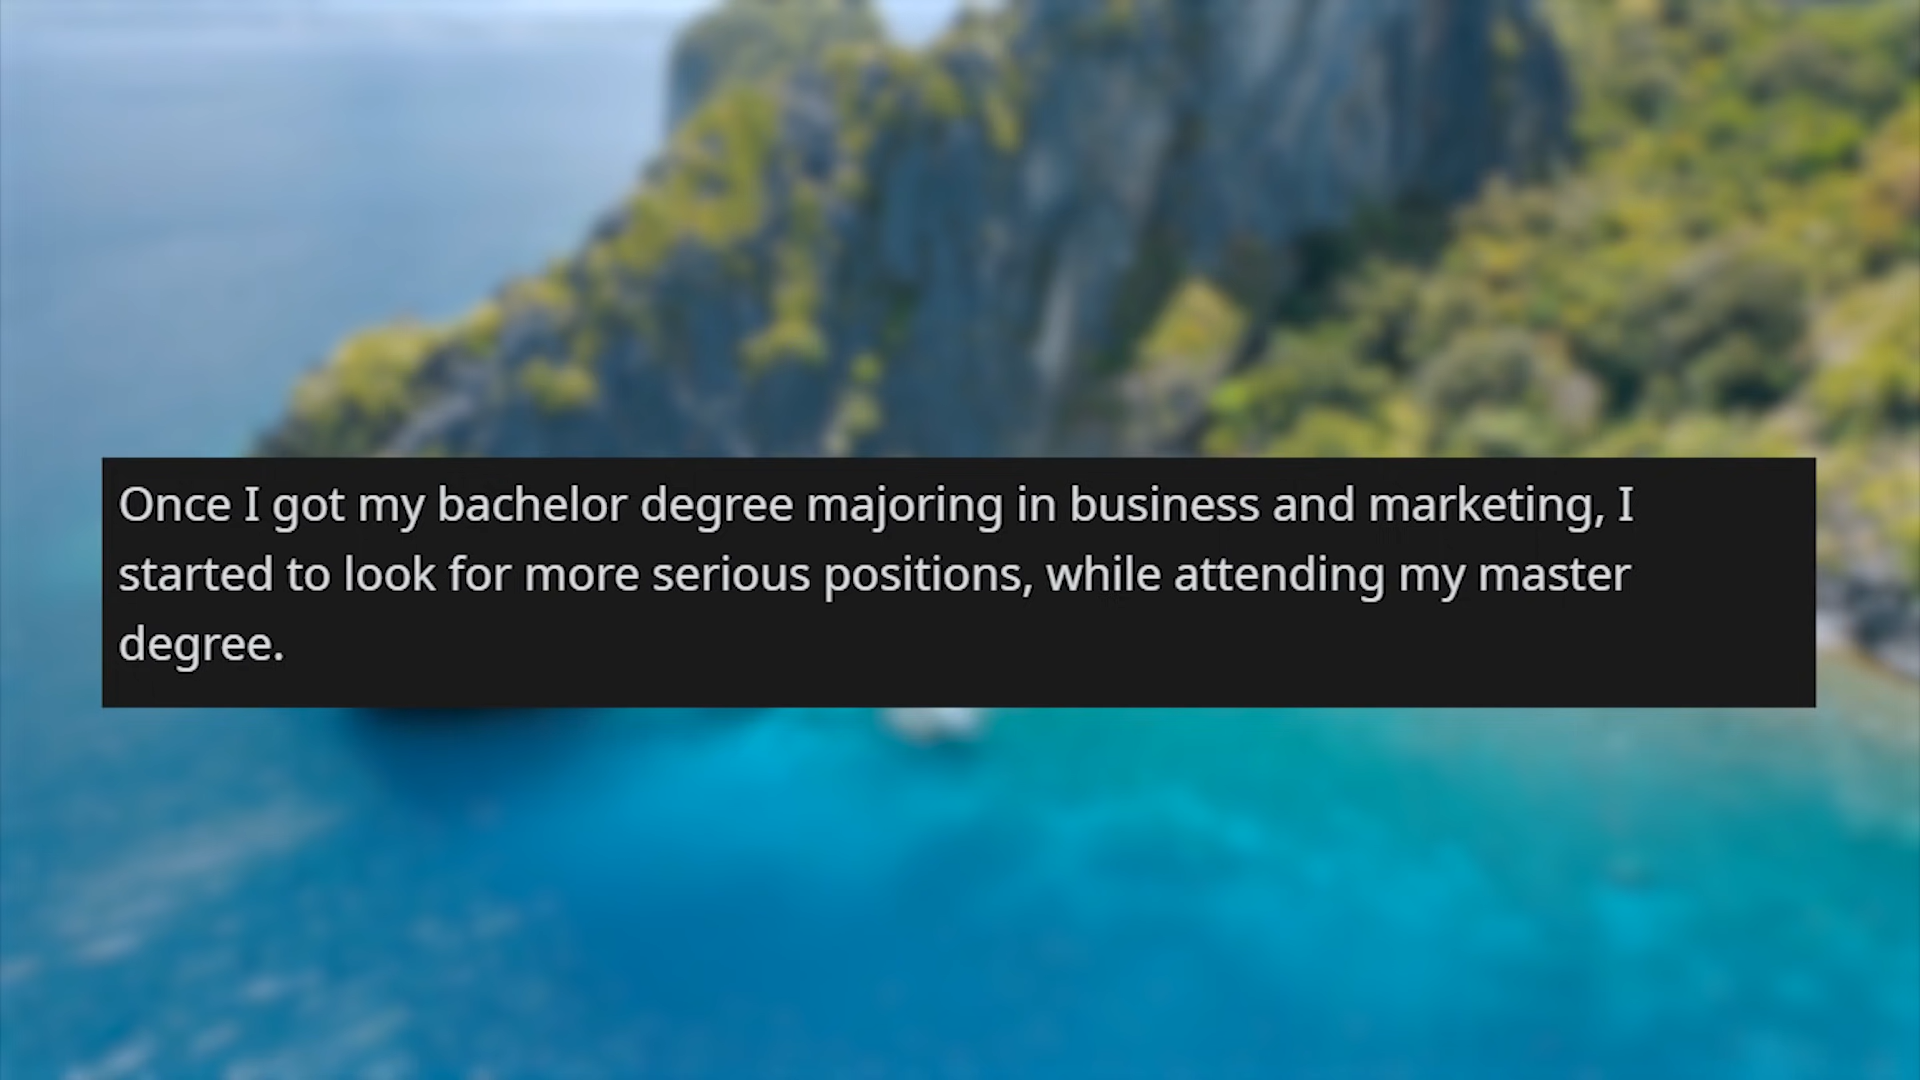 Once I got my bachelor degree majoring in business and marketing, I
started to look for more serious positions, while attending my master
degree.